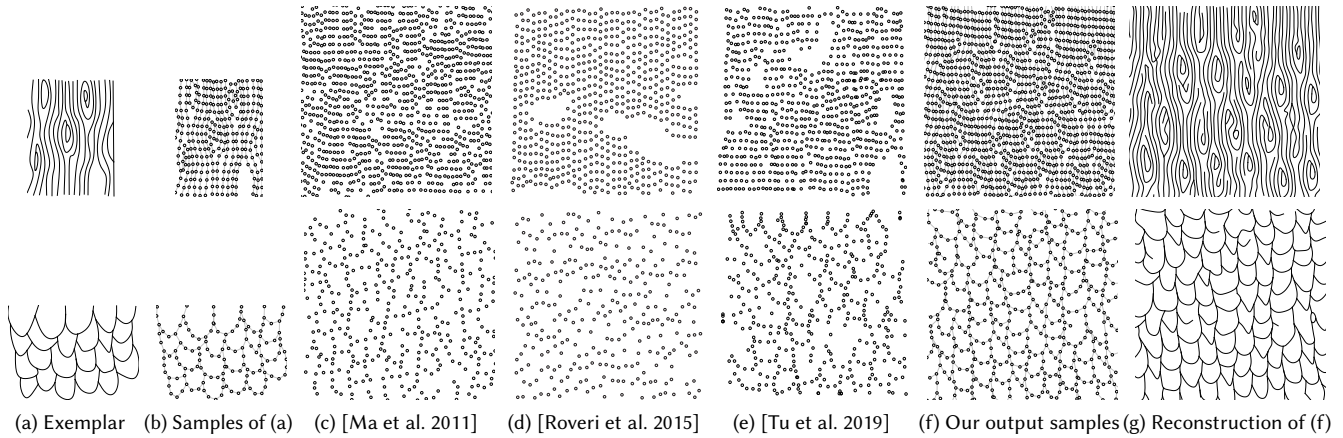 (a) Exemplar (b) Samples of (a) (c) [Ma et al. 2011] (d) [Roveri et al. 2015] (e) [Tu et al. 2019] (f) Our output samples (g) Reconstruction of (f)